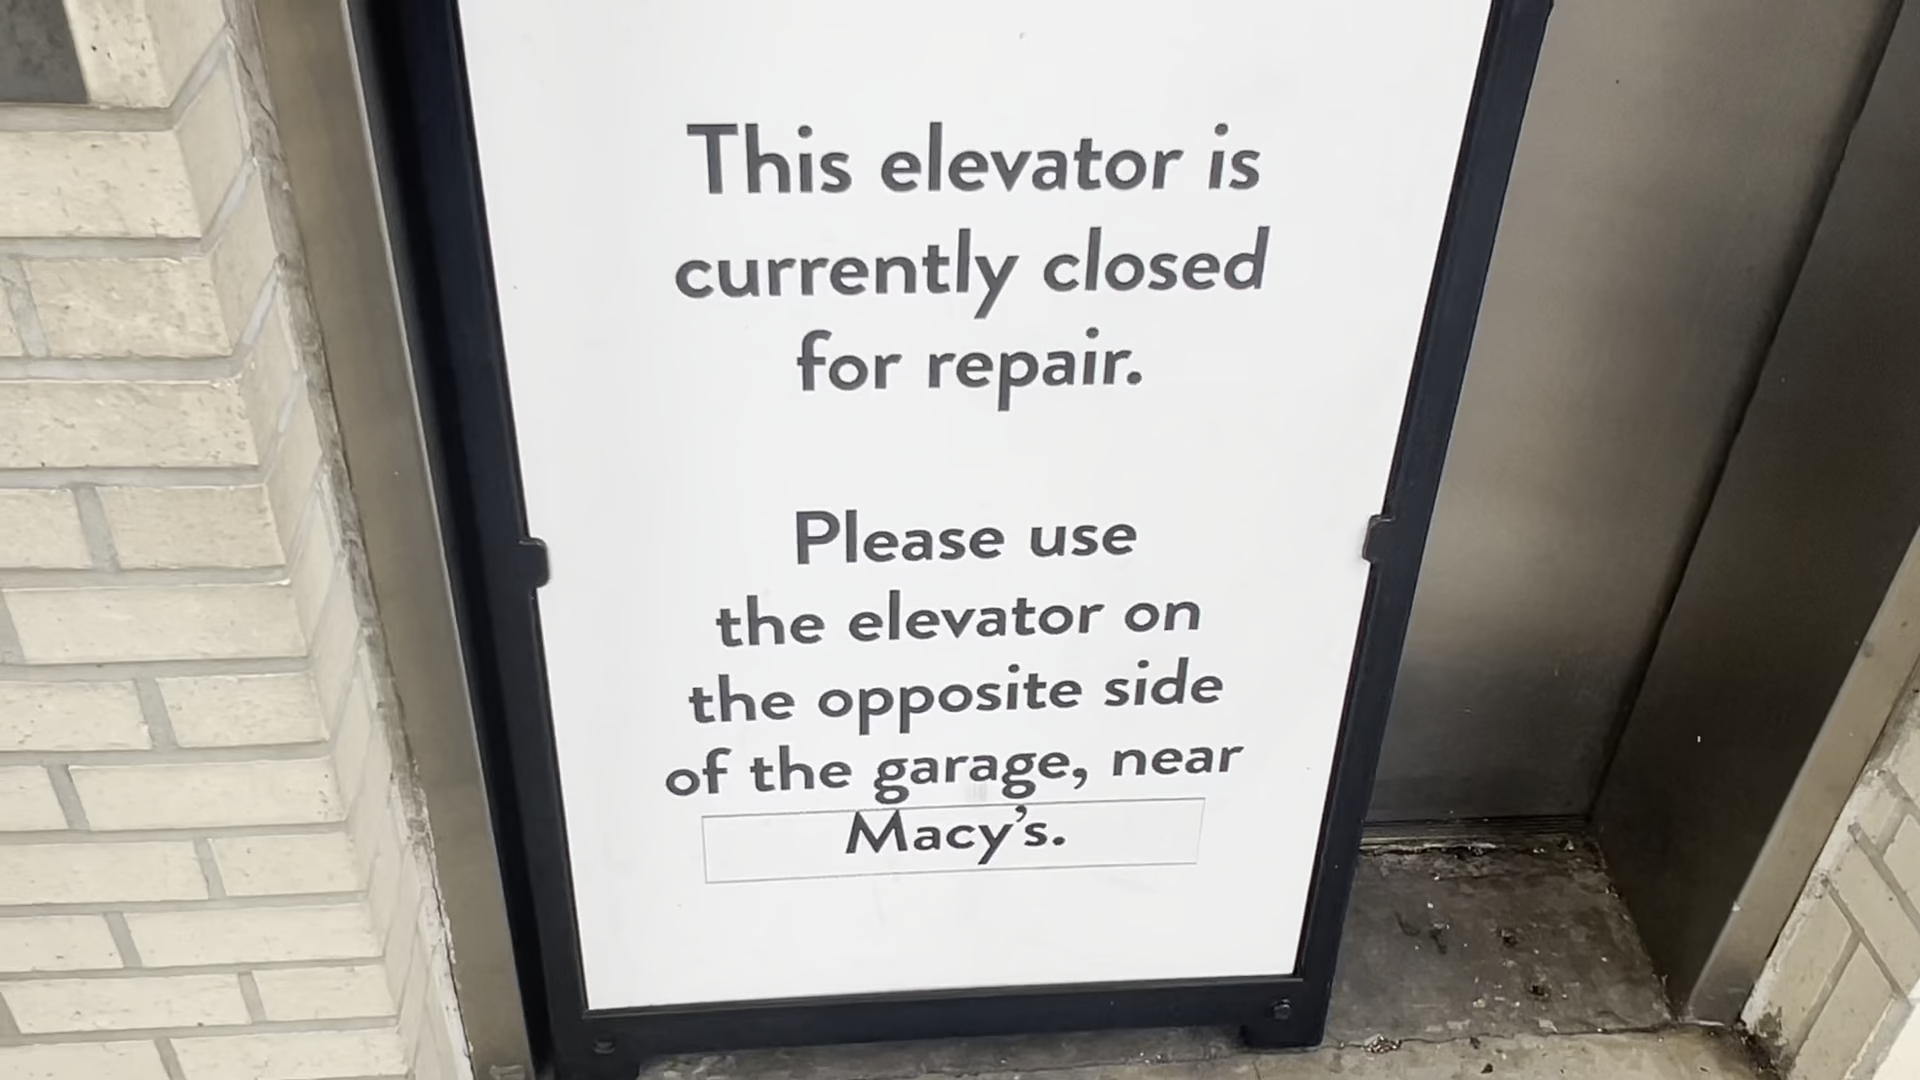 This elevator is
currently closed
for repair.
Please use
the elevator on
the opposite side
of the garage, near
Macy's.